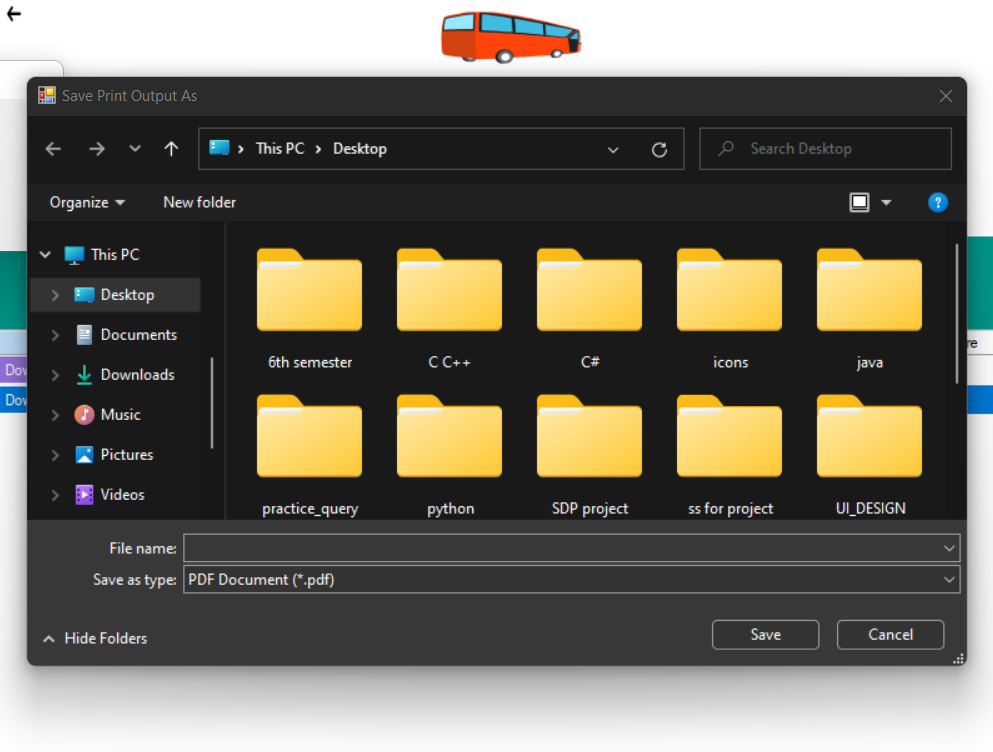 Save Print Output As
This PC > Desktop
Search Desktop
Organize
New folder
This PC
Desktop
Documents
Downloads
Music
Pictures
Videos
6th semester
C C++
C#
icons
java
practice_query
python
SDP project
ss for project
UI_DESIGN
Dow
Dow
re
File name:
Save as type: PDF Document (*.pdf)
Hide Folders
Save
Cancel